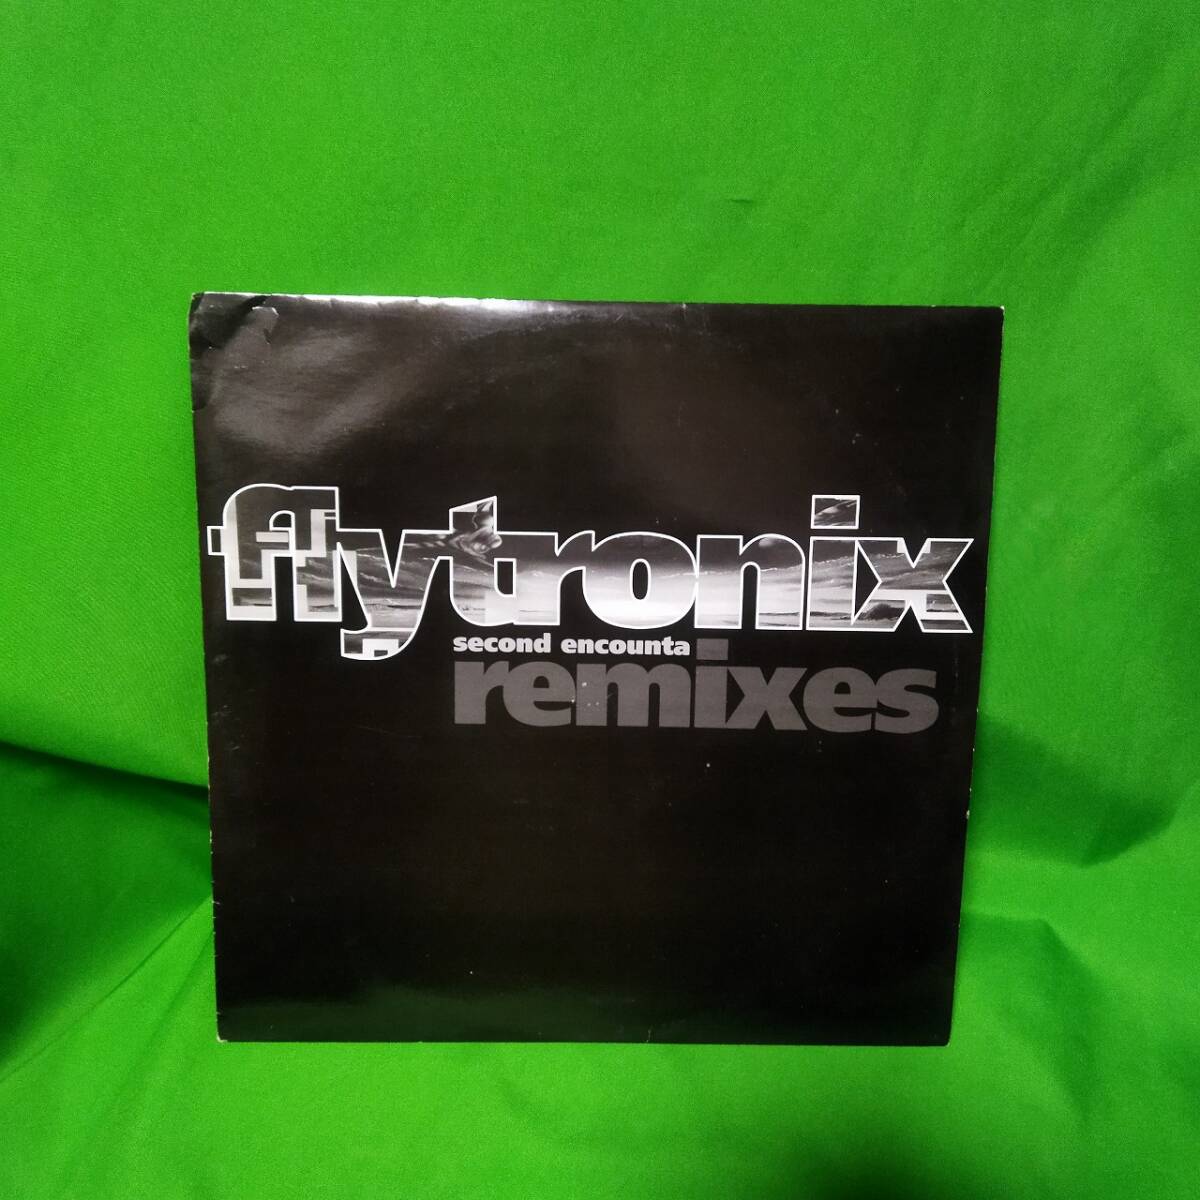 flytronix
second encounta
remixes